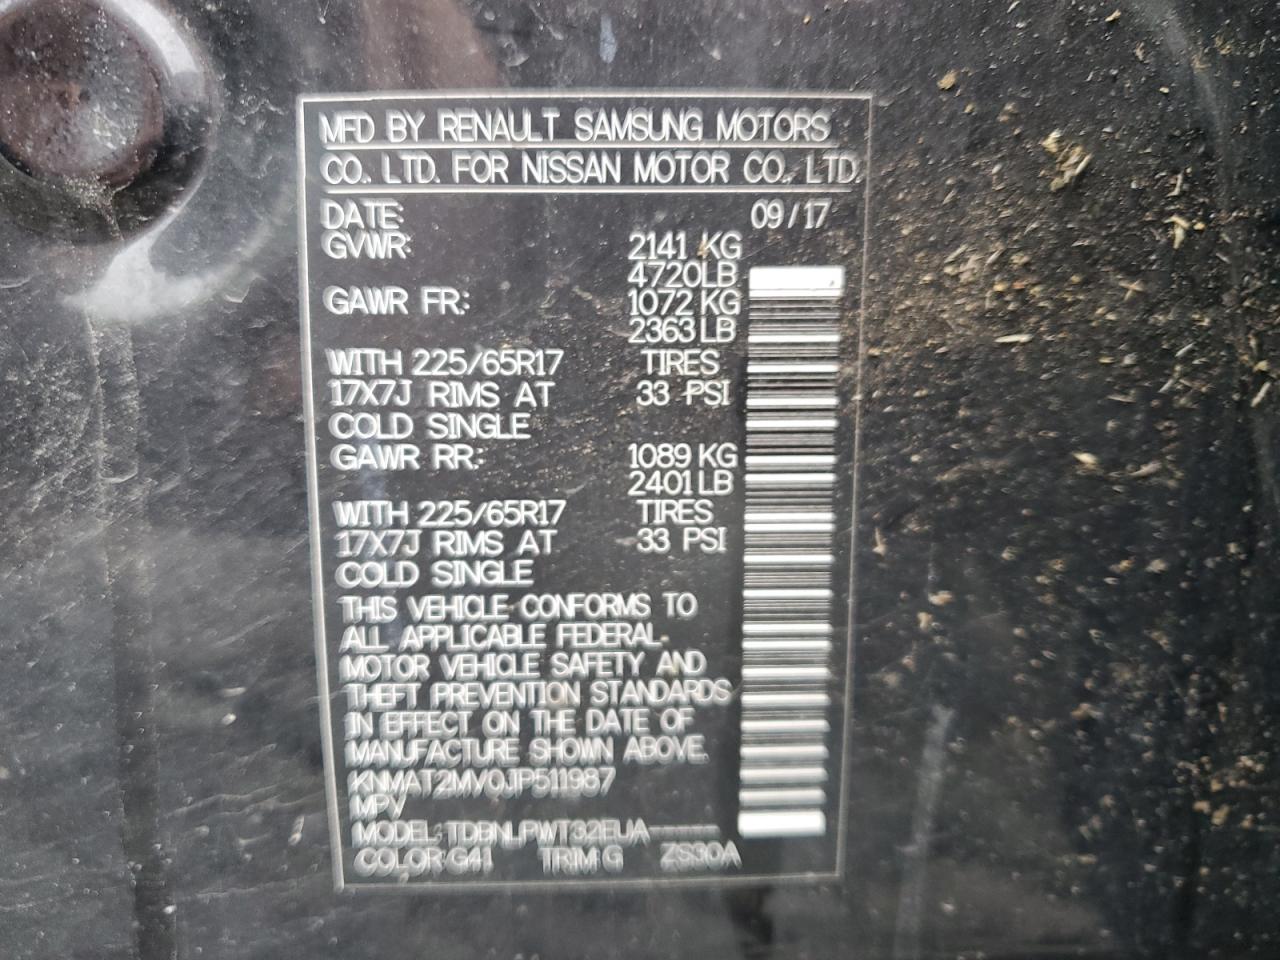 MFD BY RENAULT SAMSUNG MOTORS
CO., LTD. FOR NISSAN MOTOR CO., LTD.
DATE: 09/17
GVWR: 2141 KG
4720LB
GAWR FR: 1072 KG
2363 LB
WITH 225/65R17 TIRES
17X7J RIMS AT 33 PSI
COLD SINGLE
GAWR RR: 1089 KG
2401 LB
WITH 225/65R17 TIRES
17X7J RIMS AT 33 PSI
COLD SINGLE
THIS VEHICLE CONFORMS TO
ALL APPLICABLE FEDERAL
MOTOR VEHICLE SAFETY AND
THEFT PREVENTION STANDARDS
IN EFFECT ON THE DATE OF
MANUFACTURE SHOWN ABOVE.
KNMAT2MV0JP511987
MPV
MODEL: TDBNLPWT32EUA-----
COLOR: G41 TRIM: G ZS30A